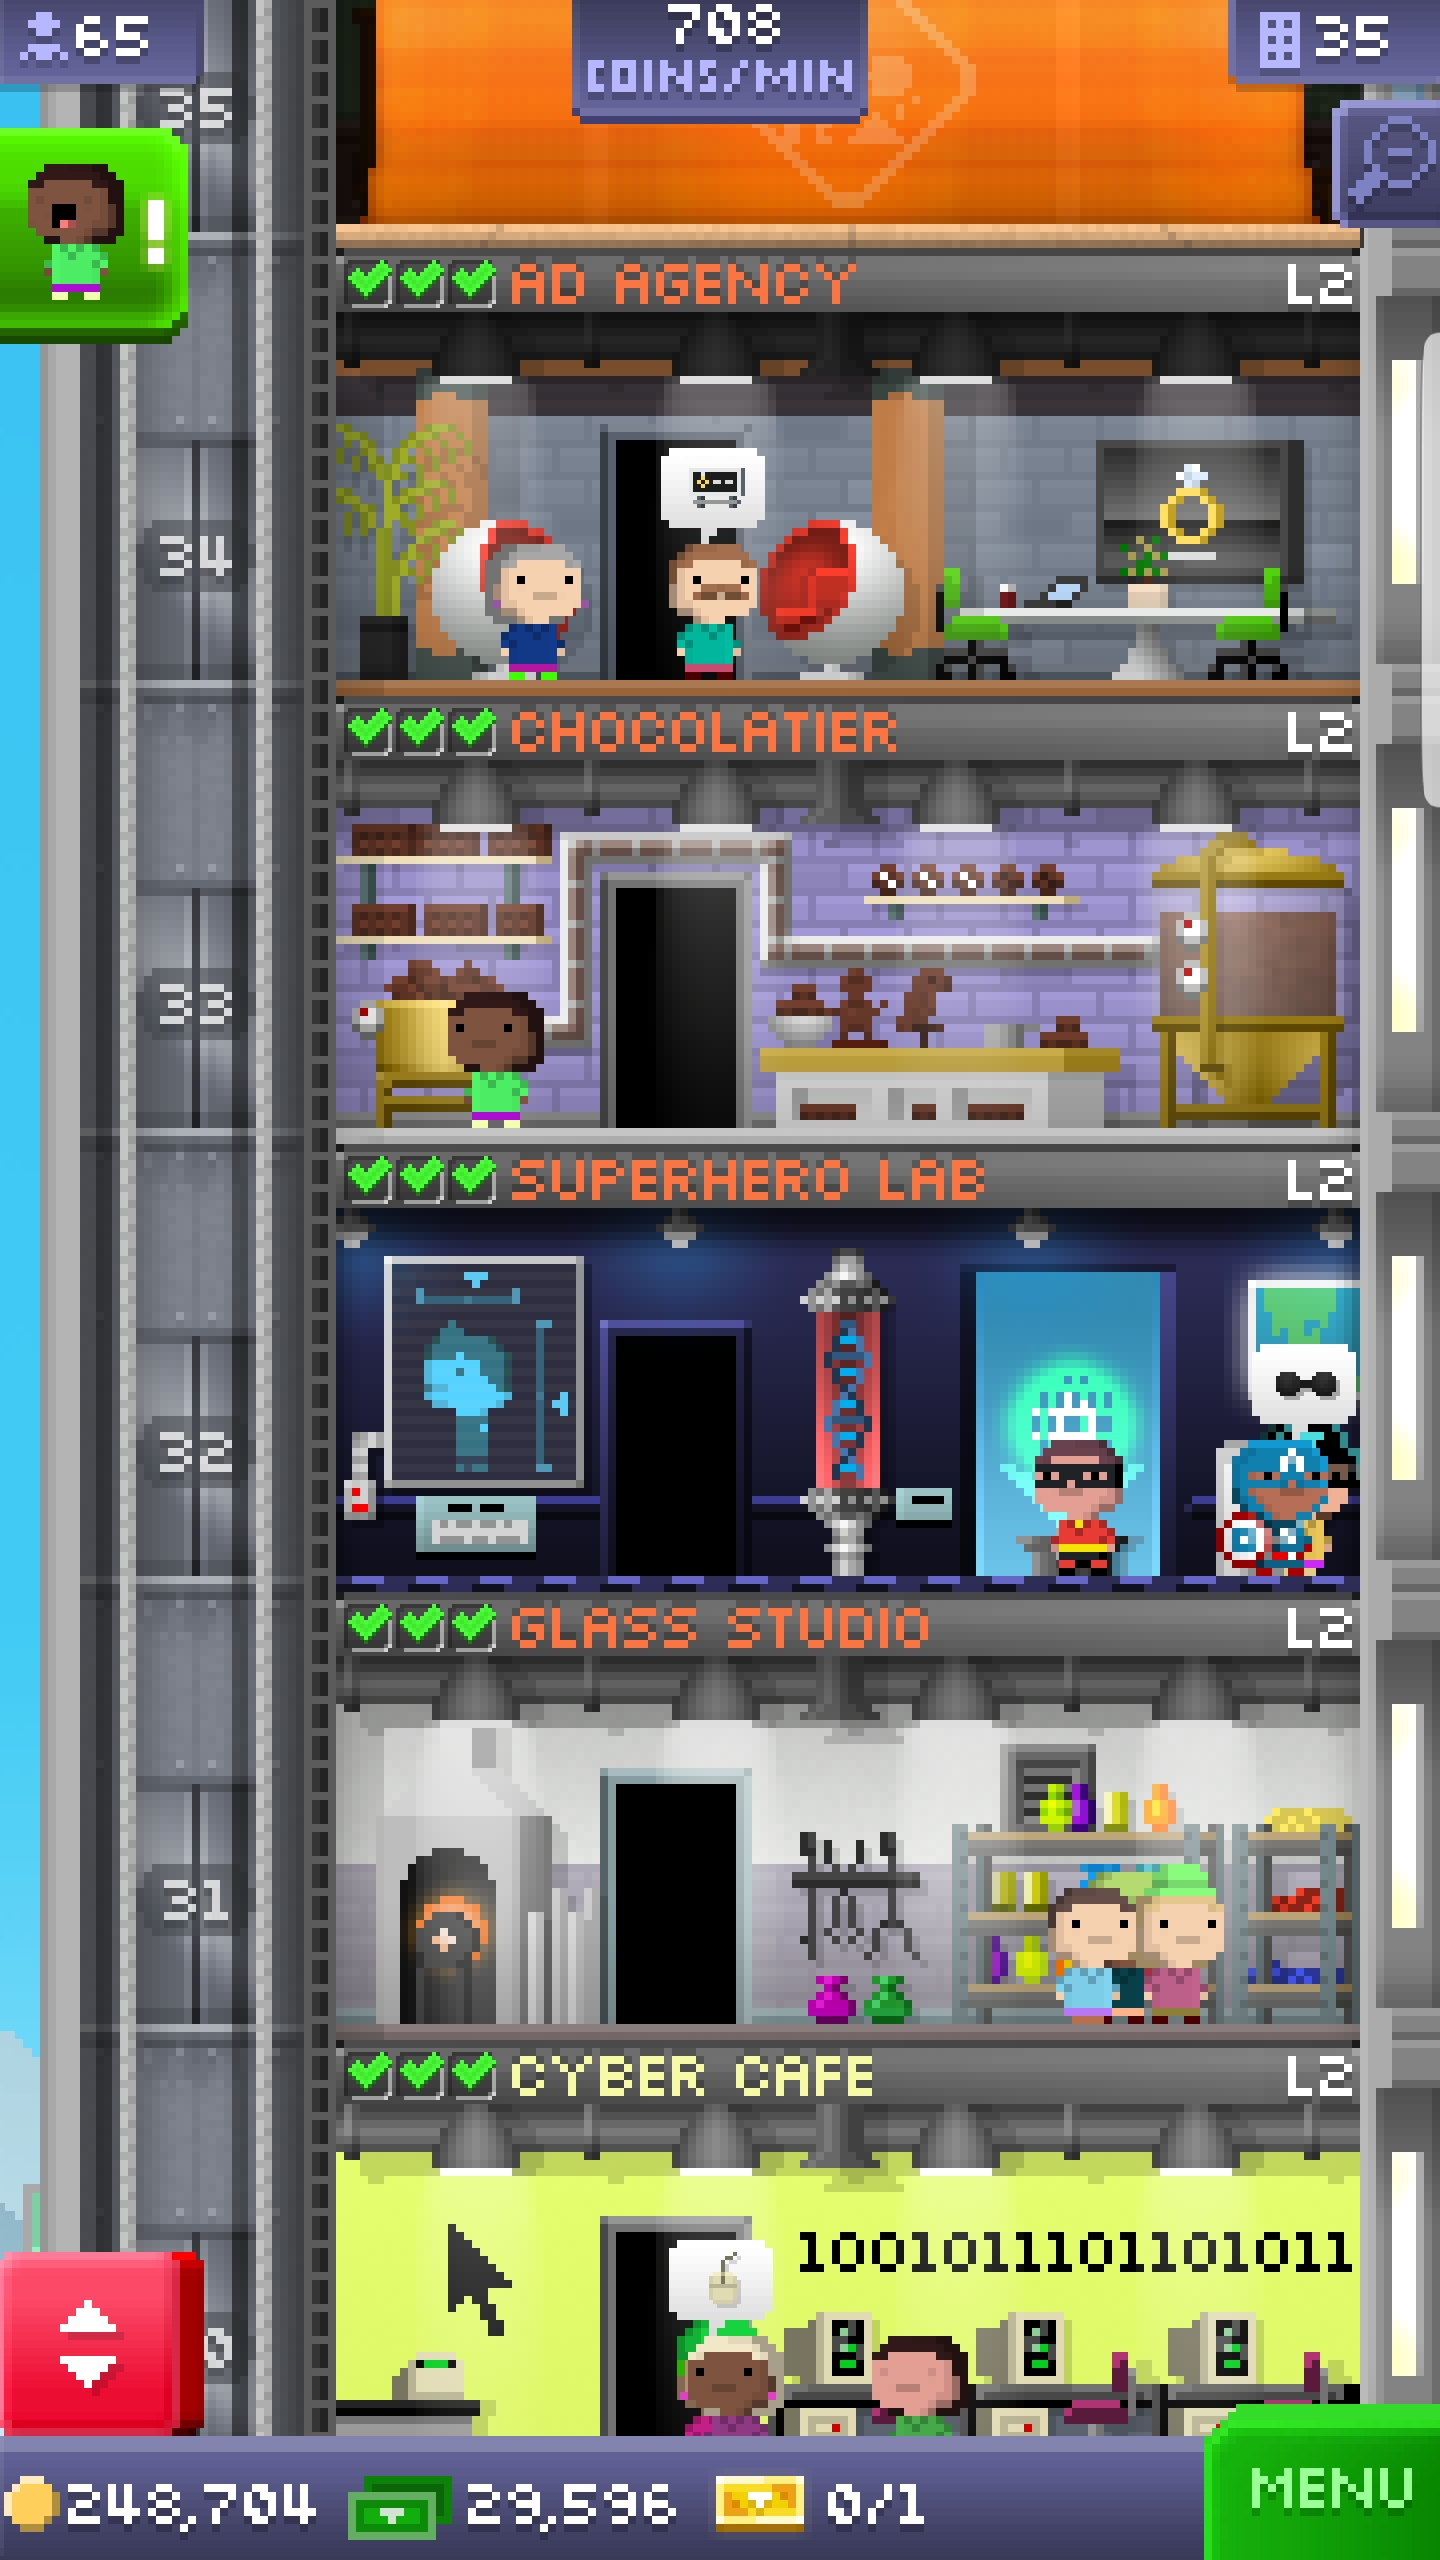 65
708
COINS/MIN
35
35
!
AD AGENCY L2
34
CHOCOLATIER L2
33
SUPERHERO LAB L2
32
GLASS STUDIO L2
31
CYBER CAFE L2
1001011101101011
0
248,704 29,596 0/1 MENU